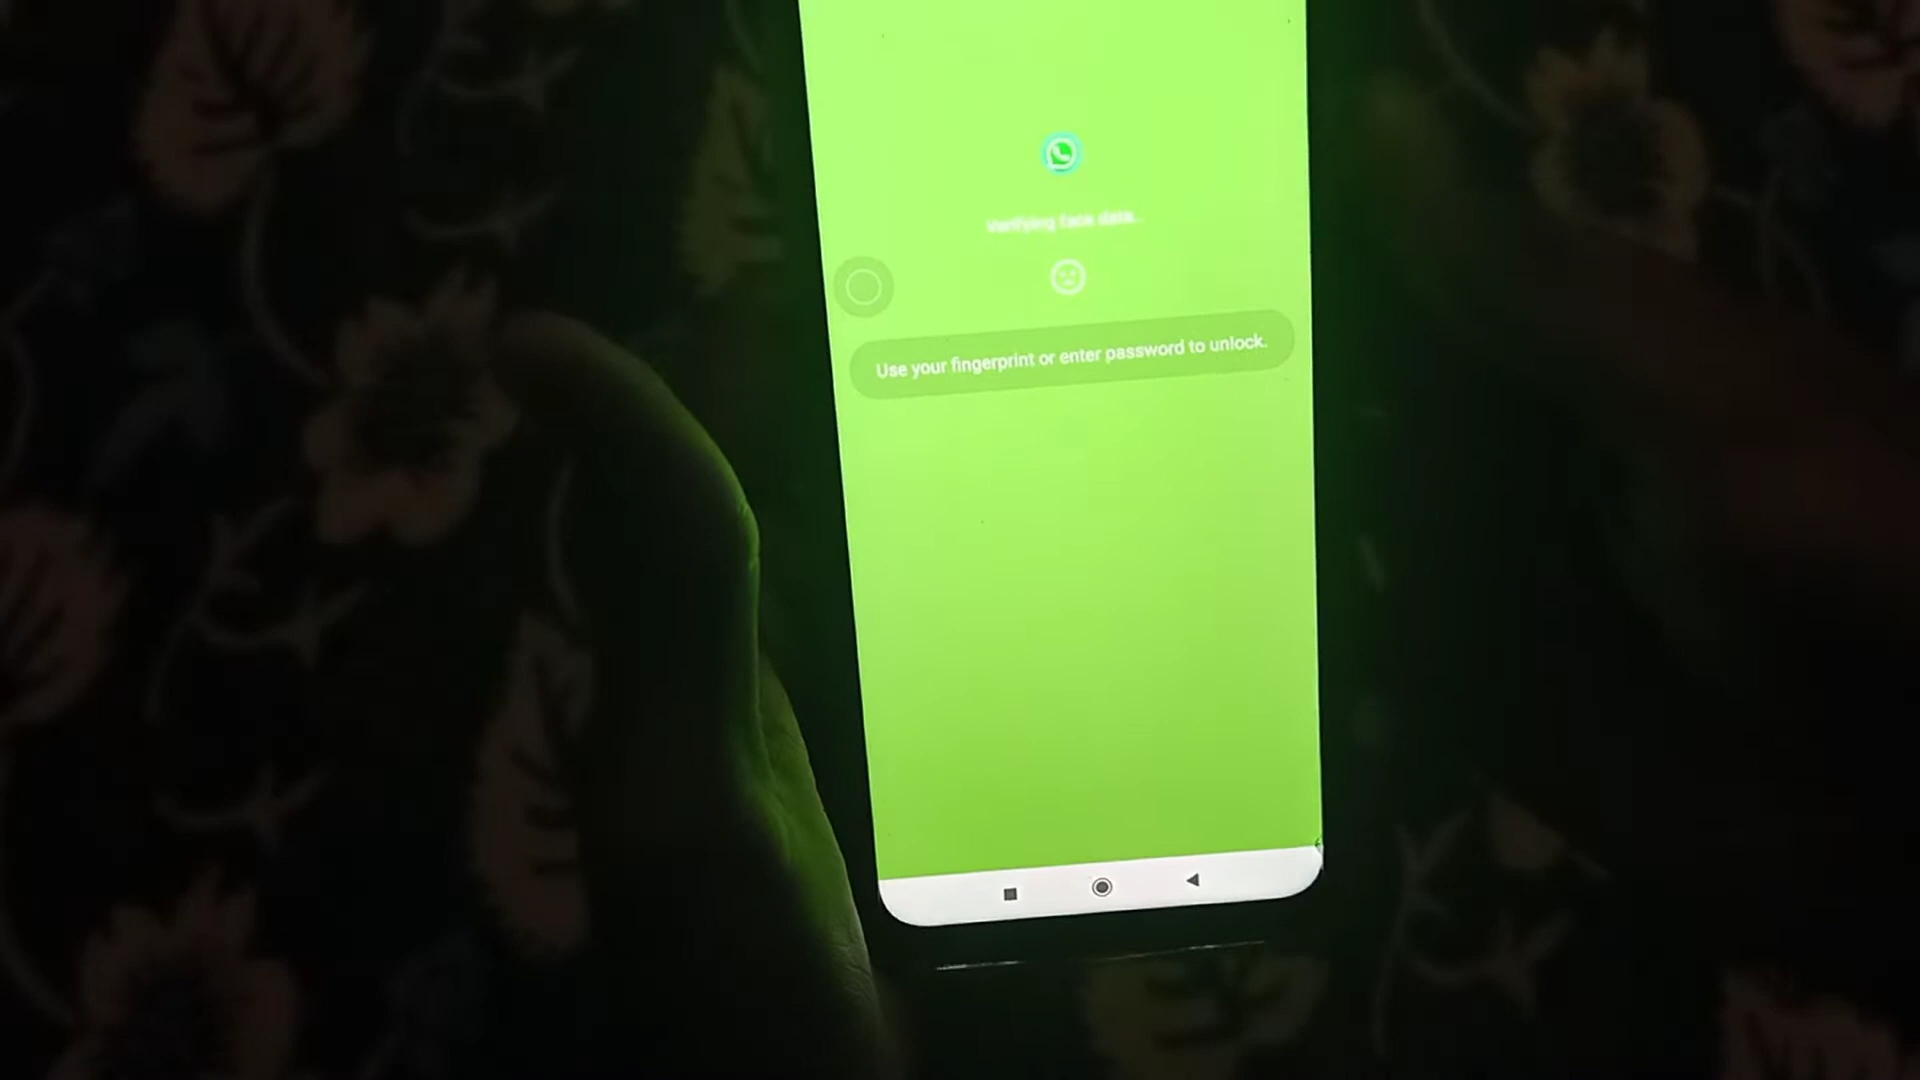 Verifying face data...
Use your fingerprint or enter password to unlock.